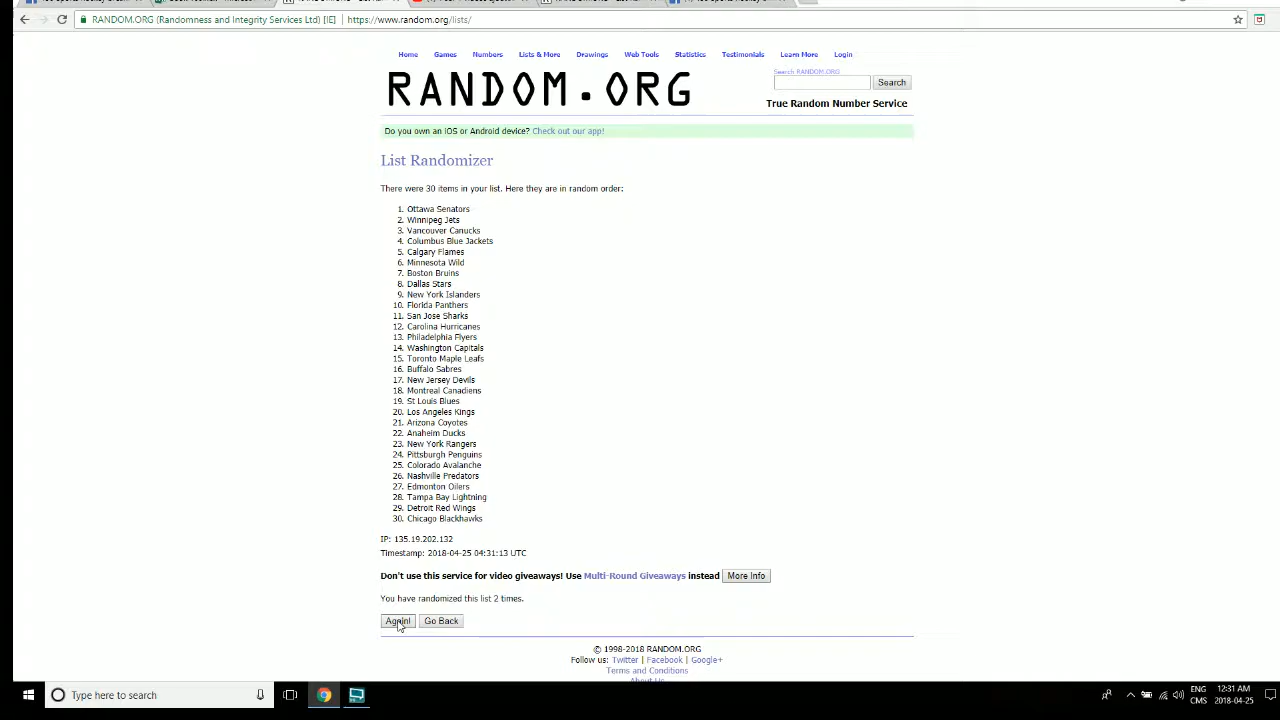 RANDOM.ORG (Randomness and Integrity Services Ltd) [IE] | https://www.random.org/lists/
Home Games Numbers Lists & More Drawings Web Tools Statistics Testimonials Learn More Login
RANDOM.ORG
Search RANDOM.ORG
Search
True Random Number Service
Do you own an iOS or Android device? Check out our app!
List Randomizer
There were 30 items in your list. Here they are in random order:
1. Ottawa Senators
2. Winnipeg Jets
3. Vancouver Canucks
4. Columbus Blue Jackets
5. Calgary Flames
6. Minnesota Wild
7. Boston Bruins
8. Dallas Stars
9. New York Islanders
10. Florida Panthers
11. San Jose Sharks
12. Carolina Hurricanes
13. Philadelphia Flyers
14. Washington Capitals
15. Toronto Maple Leafs
16. Buffalo Sabres
17. New Jersey Devils
18. Montreal Canadiens
19. St Louis Blues
20. Los Angeles Kings
21. Arizona Coyotes
22. Anaheim Ducks
23. New York Rangers
24. Pittsburgh Penguins
25. Colorado Avalanche
26. Nashville Predators
27. Edmonton Oilers
28. Tampa Bay Lightning
29. Detroit Red Wings
30. Chicago Blackhawks
IP: 135.19.202.132
Timestamp: 2018-04-25 04:31:13 UTC
Don't use this service for video giveaways! Use Multi-Round Giveaways instead More Info
You have randomized this list 2 times.
Again! Go Back
© 1998-2018 RANDOM.ORG
Follow us: Twitter | Facebook | Google+
Terms and Conditions
About Us
Type here to search
ENG 12:31 AM
CMS 2018-04-25